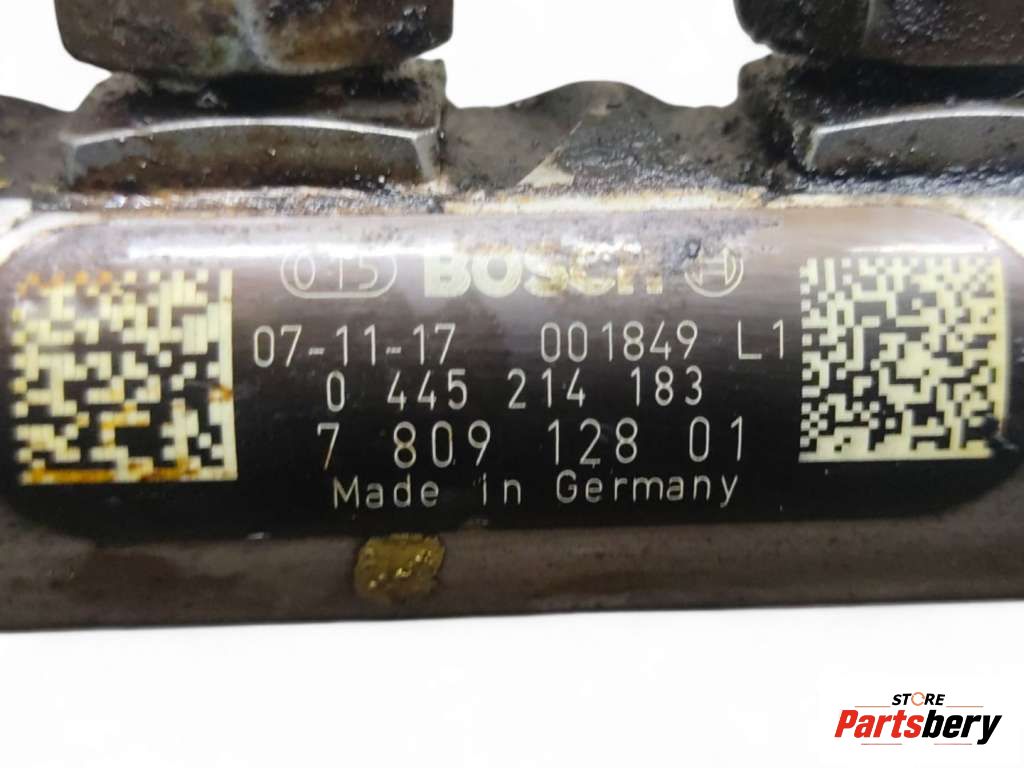 015 BOSCH
07-11-17 001849 L1
0 445 214 183
7 809 128 01
Made in Germany
STORE
Partsbery